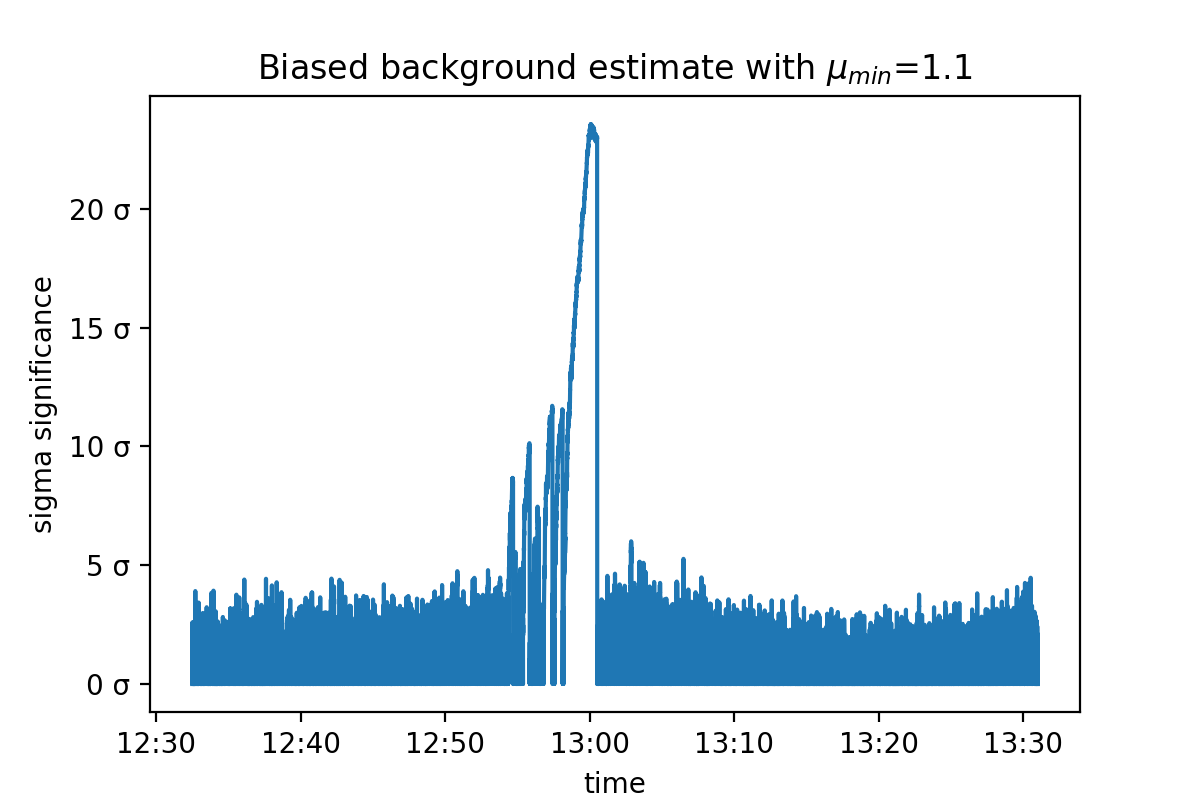 Biased background estimate with μmin=1.1
sigma significance
20 σ
15 σ
10 σ
5 σ
0 σ
12:30 12:40 12:50 13:00 13:10 13:20 13:30
time